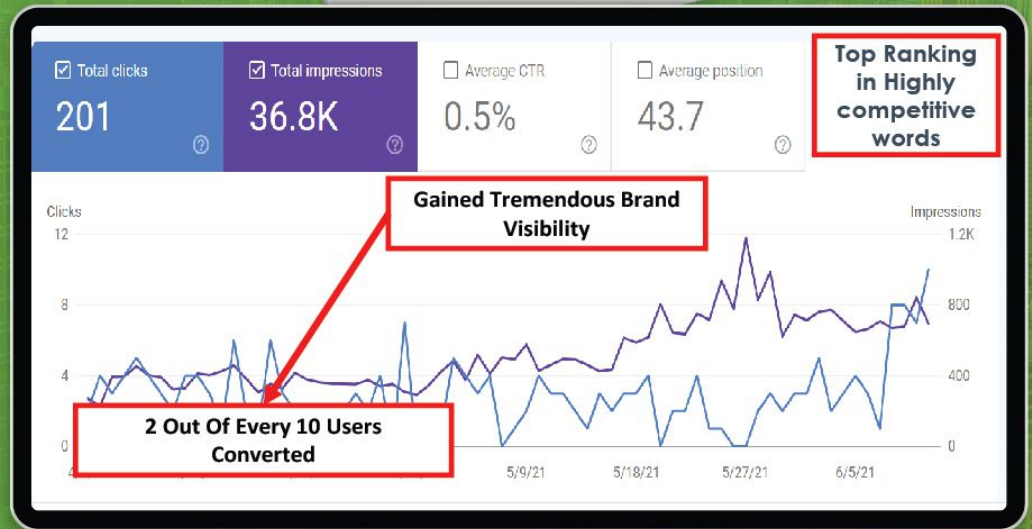 Total clicks
201
Total impressions
36.8K
Average CTR
0.5%
Average position
43.7
Top Ranking
in Highly
competitive
words
Gained Tremendous Brand
Visibility
Clicks
Impressions
12
1.2K
8
800
4
400
0
0
2 Out Of Every 10 Users
Converted
5/9/21
5/18/21
5/27/21
6/5/21